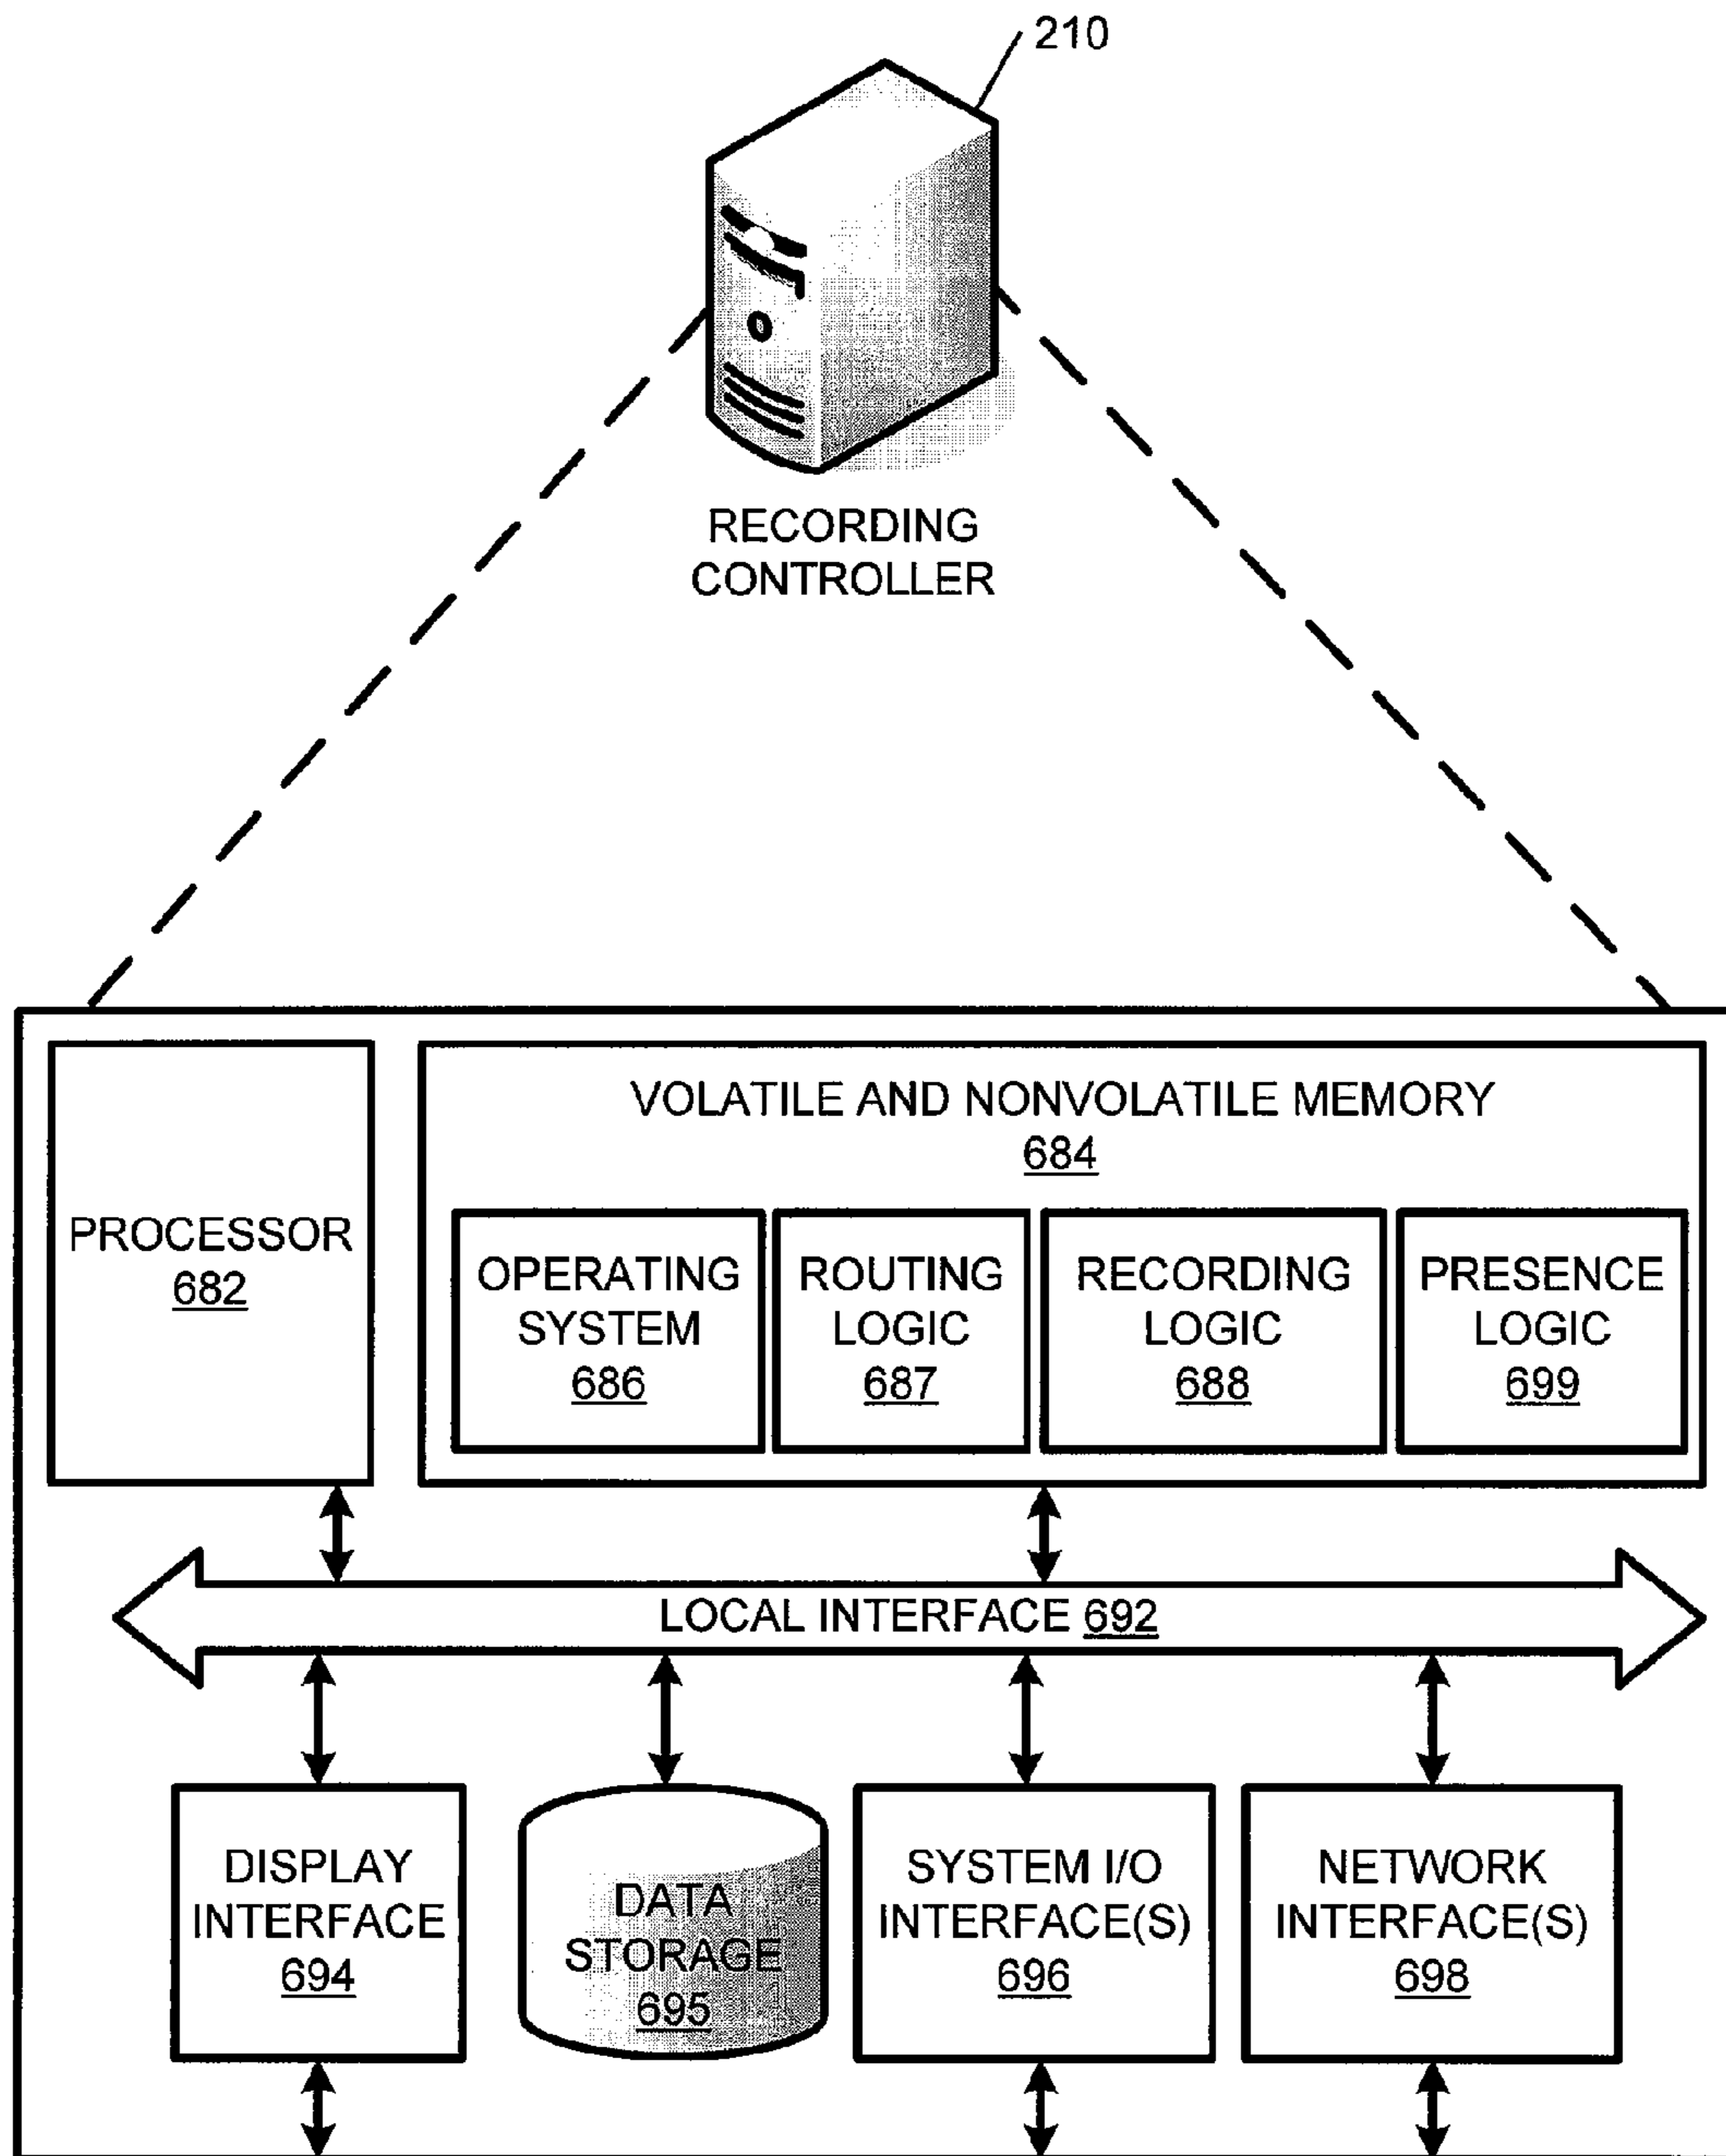 210
RECORDING
CONTROLLER
VOLATILE AND NONVOLATILE MEMORY
684
PROCESSOR
682
OPERATING
SYSTEM
686
ROUTING
LOGIC
687
RECORDING
LOGIC
688
PRESENCE
LOGIC
699
LOCAL INTERFACE 692
DISPLAY
INTERFACE
694
DATA
STORAGE
695
SYSTEM I/O
INTERFACE(S)
696
NETWORK
INTERFACE(S)
698